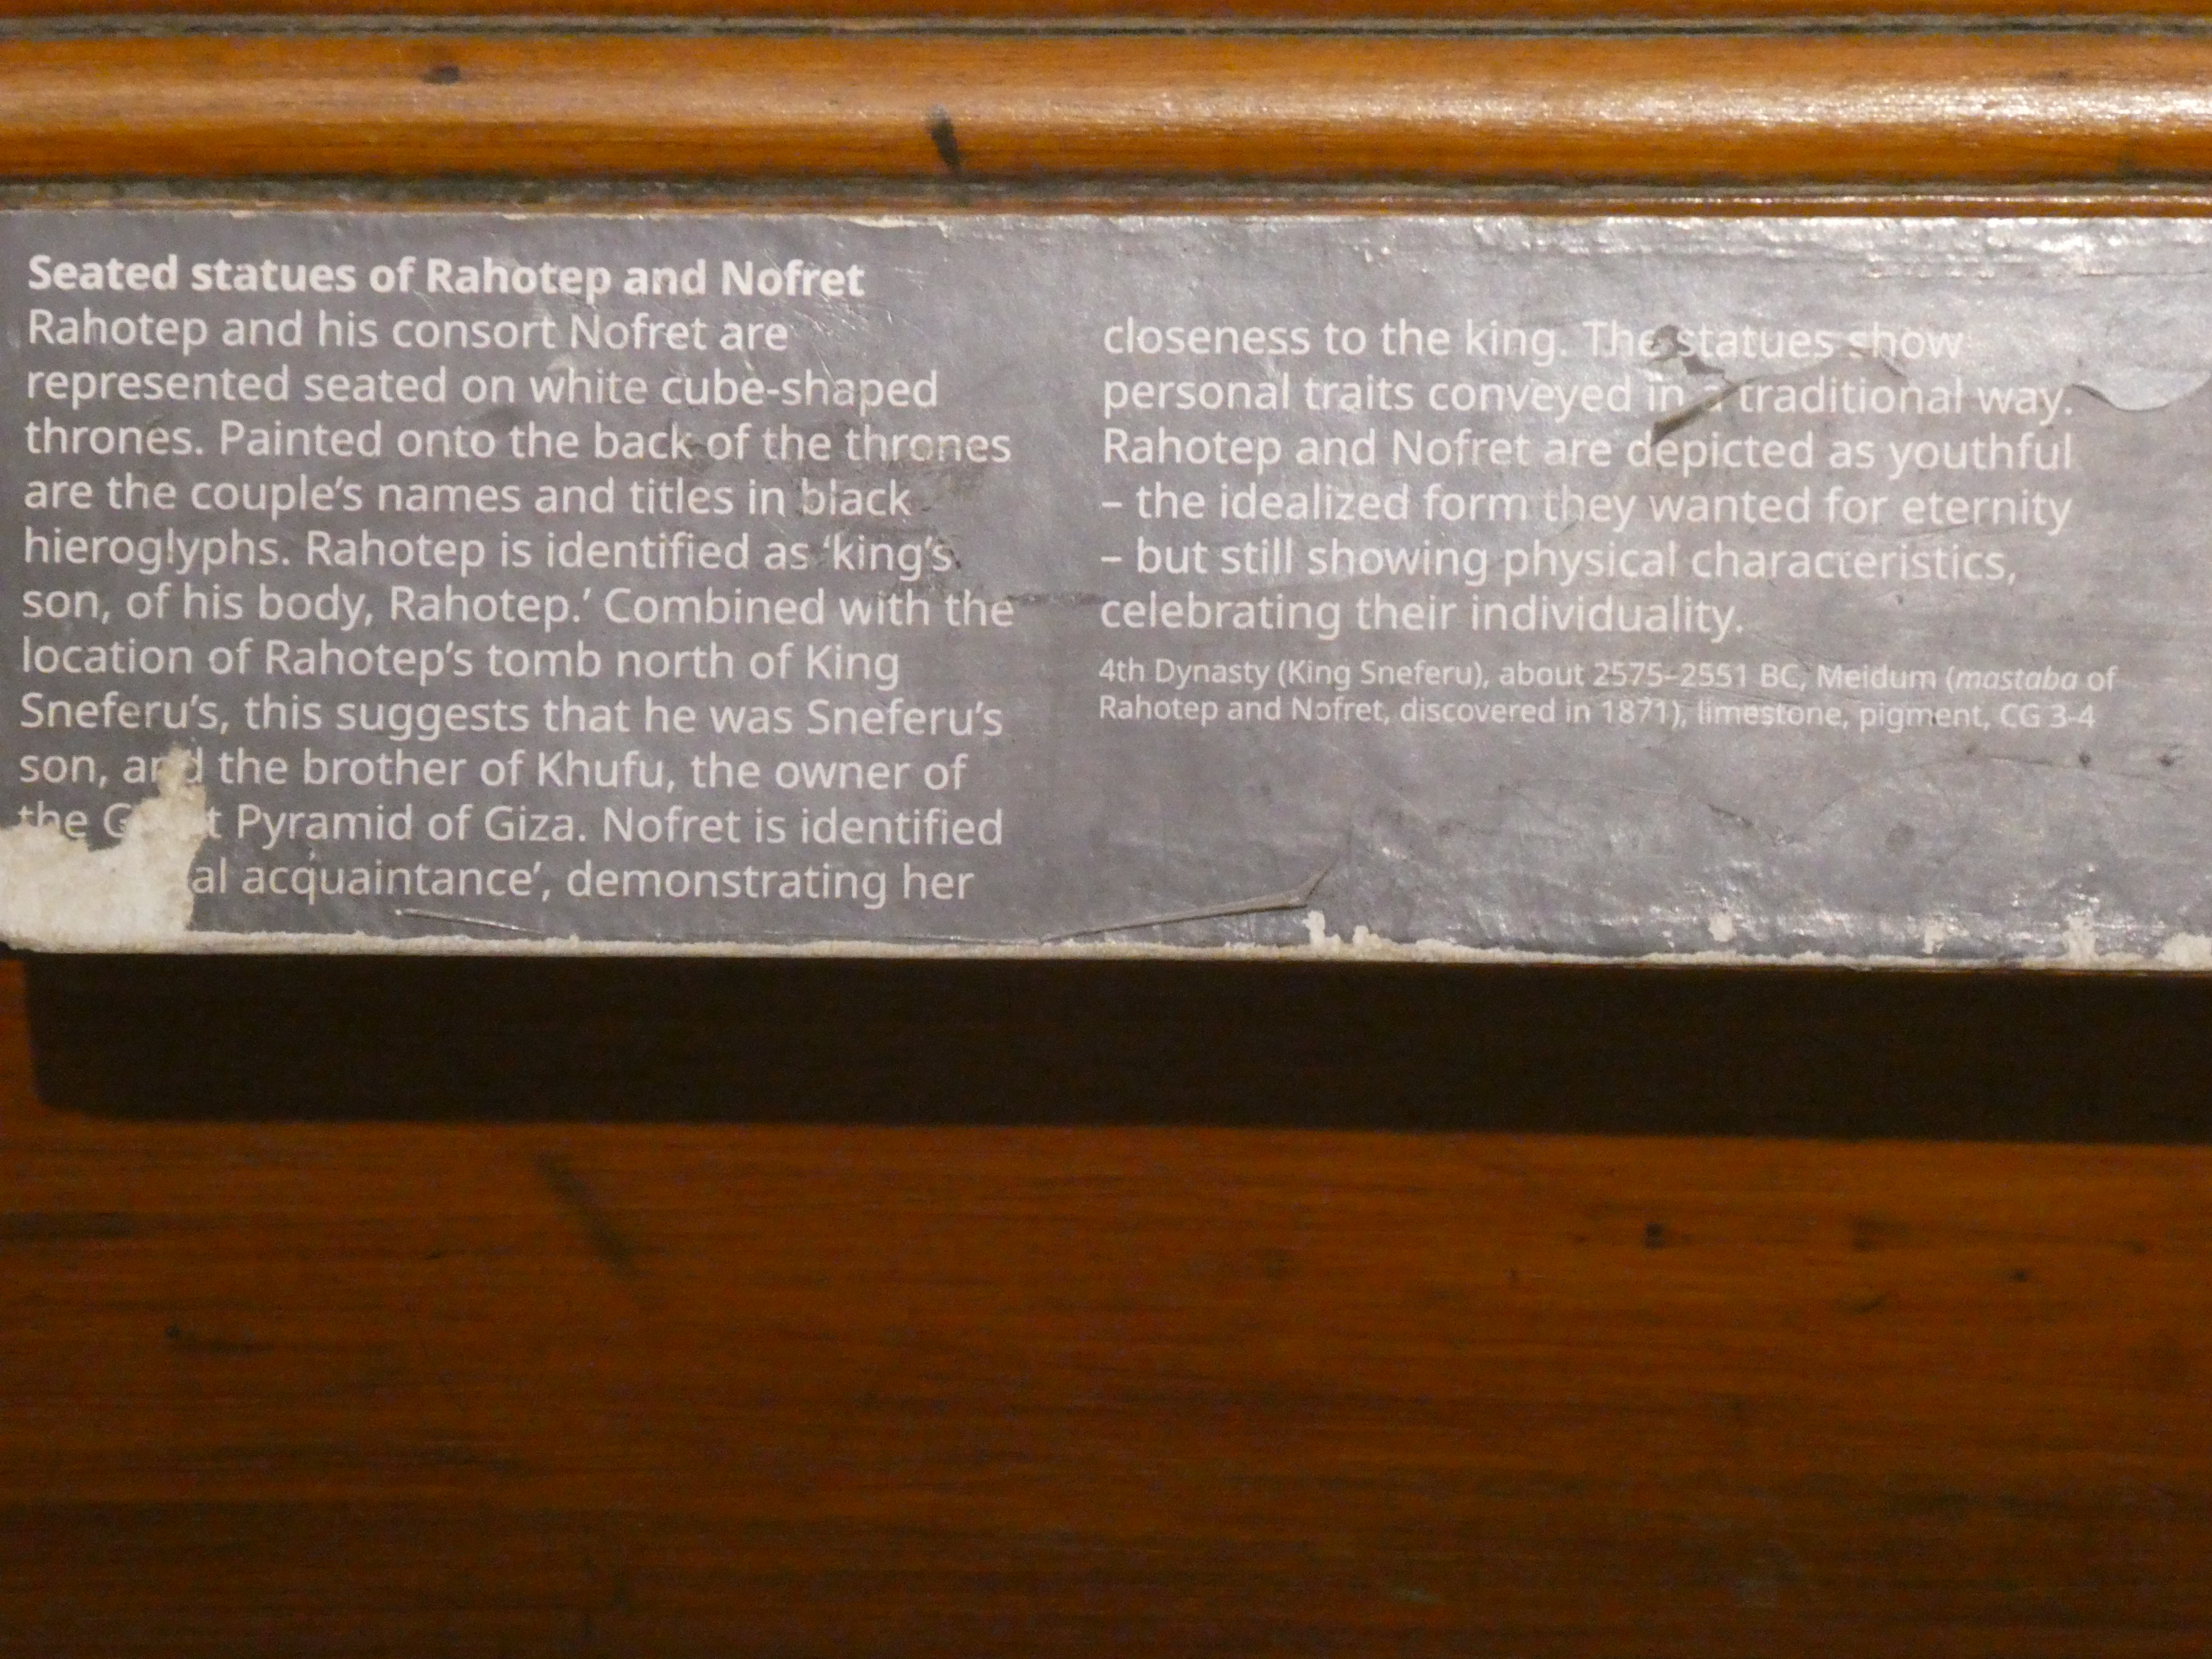 Seated statues of Rahotep and Nofret
Rahotep and his consort Nofret are
represented seated on white cube-shaped
thrones. Painted onto the back of the thrones
are the couple’s names and titles in black
hieroglyphs. Rahotep is identified as ‘king’s
son, of his body, Rahotep.’ Combined with the
location of Rahotep’s tomb north of King
Sneferu’s, this suggests that he was Sneferu’s
son, and the brother of Khufu, the owner of
the Pyramid of Giza. Nofret is identified
acquaintance’, demonstrating her
closeness to the king. The statues show
personal traits conveyed in a traditional way.
Rahotep and Nofret are depicted as youthful
– the idealized form they wanted for eternity
– but still showing physical characteristics,
celebrating their individuality.
4th Dynasty (King Sneferu), about 2575–2551 BC, Meidum (mastaba of
Rahotep and Nofret, discovered in 1871), limestone, pigment, CG 3-4